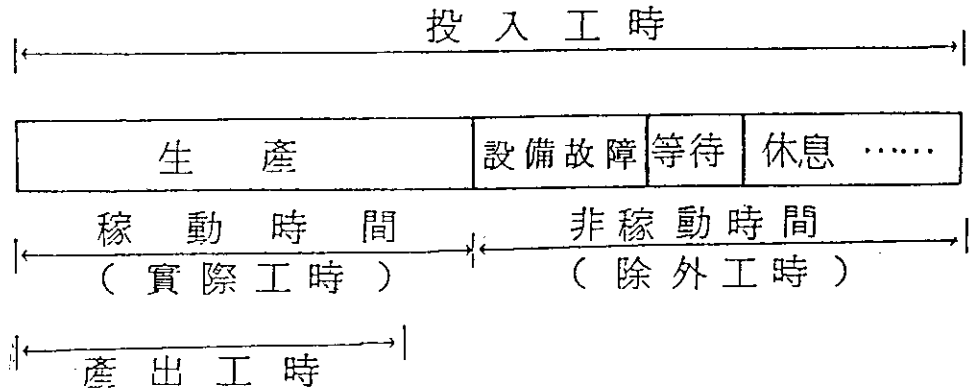 投入工時
生產 設備故障 等待 休息 ……
稼動時間 非稼動時間
(實際工時) (除外工時)
產出工時